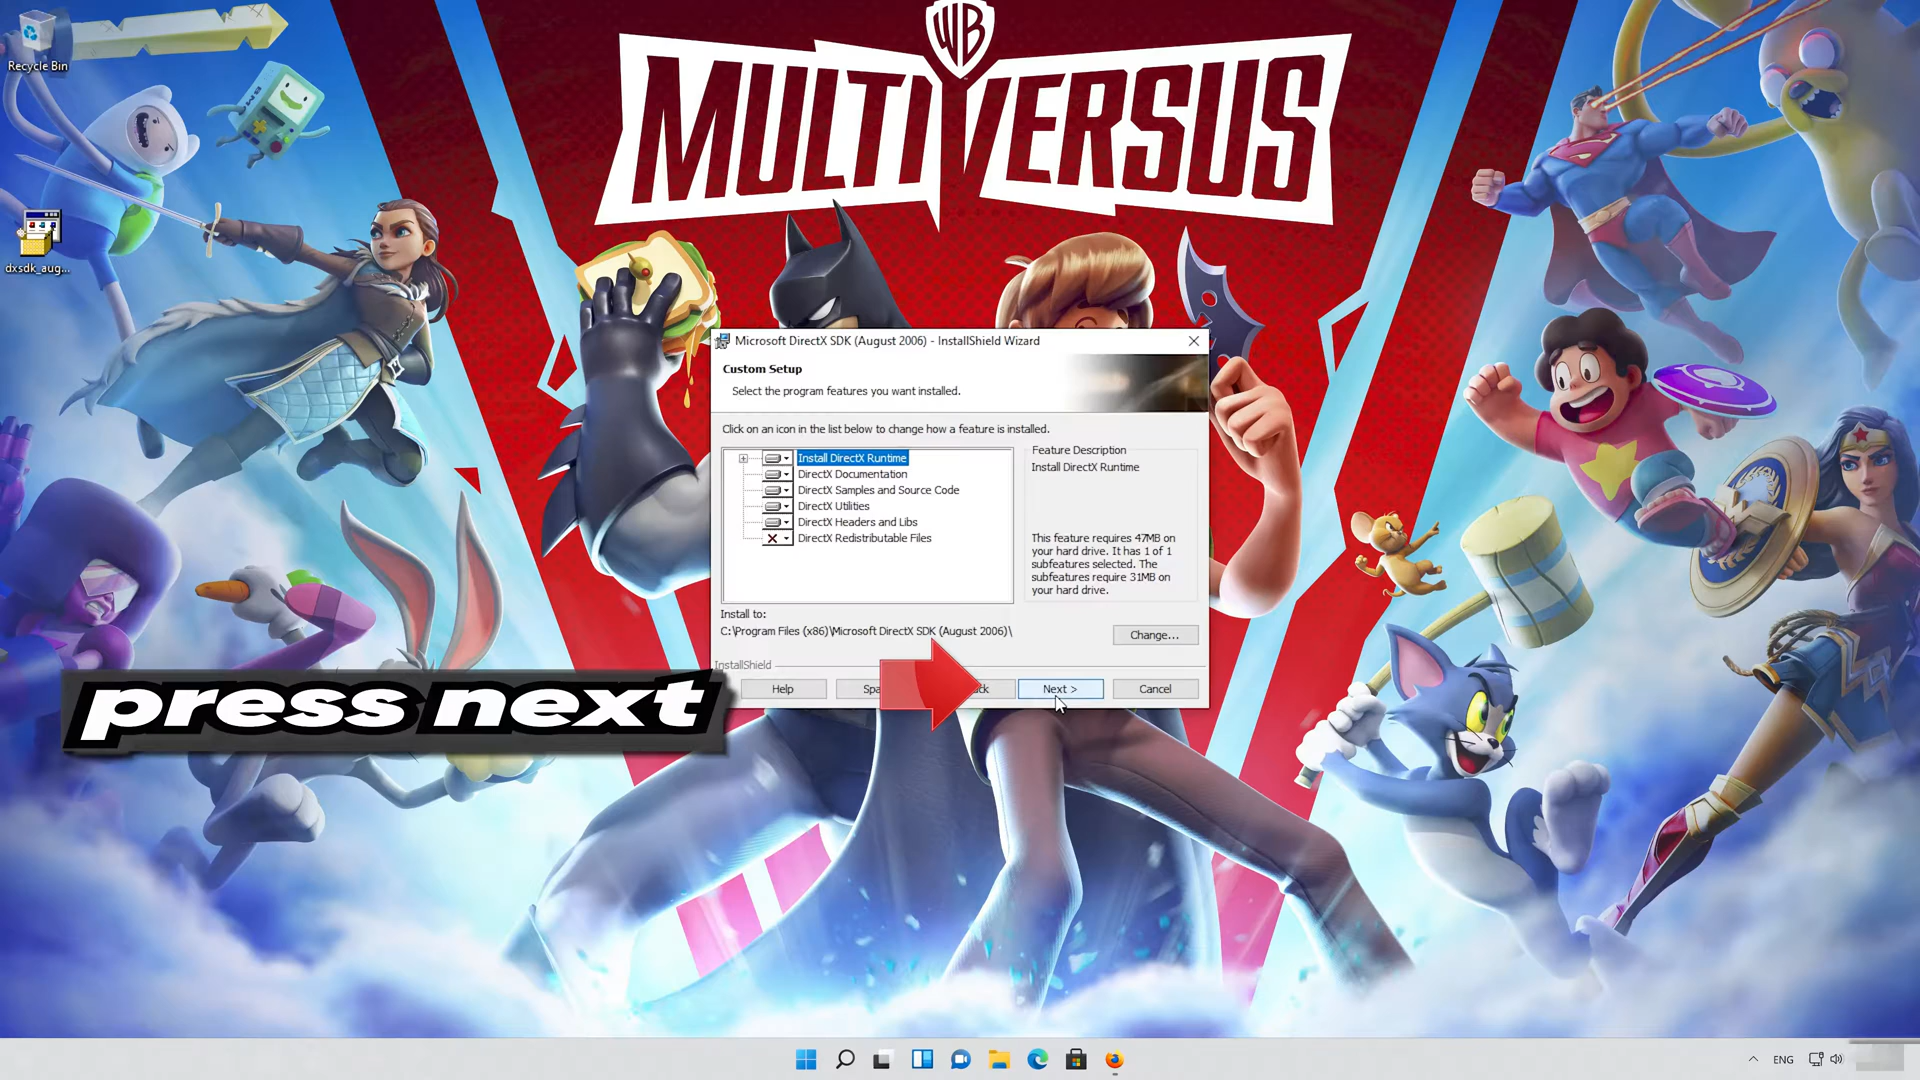 WB
MULTIVERSUS
Recycle Bin
dxsdk_aug...
Microsoft DirectX SDK (August 2006) - InstallShield Wizard
Custom Setup
Select the program features you want installed.
Click on an icon in the list below to change how a feature is installed.
Install DirectX Runtime
DirectX Documentation
DirectX Samples and Source Code
DirectX Utilities
DirectX Headers and Libs
DirectX Redistributable Files
Feature Description
Install DirectX Runtime
This feature requires 47MB on
your hard drive. It has 1 of 1
subfeatures selected. The
subfeatures require 31MB on
your hard drive.
Install to:
C:\Program Files (x86)\Microsoft DirectX SDK (August 2006)\
Change...
InstallShield
Help
Next >
Cancel
press next
ENG